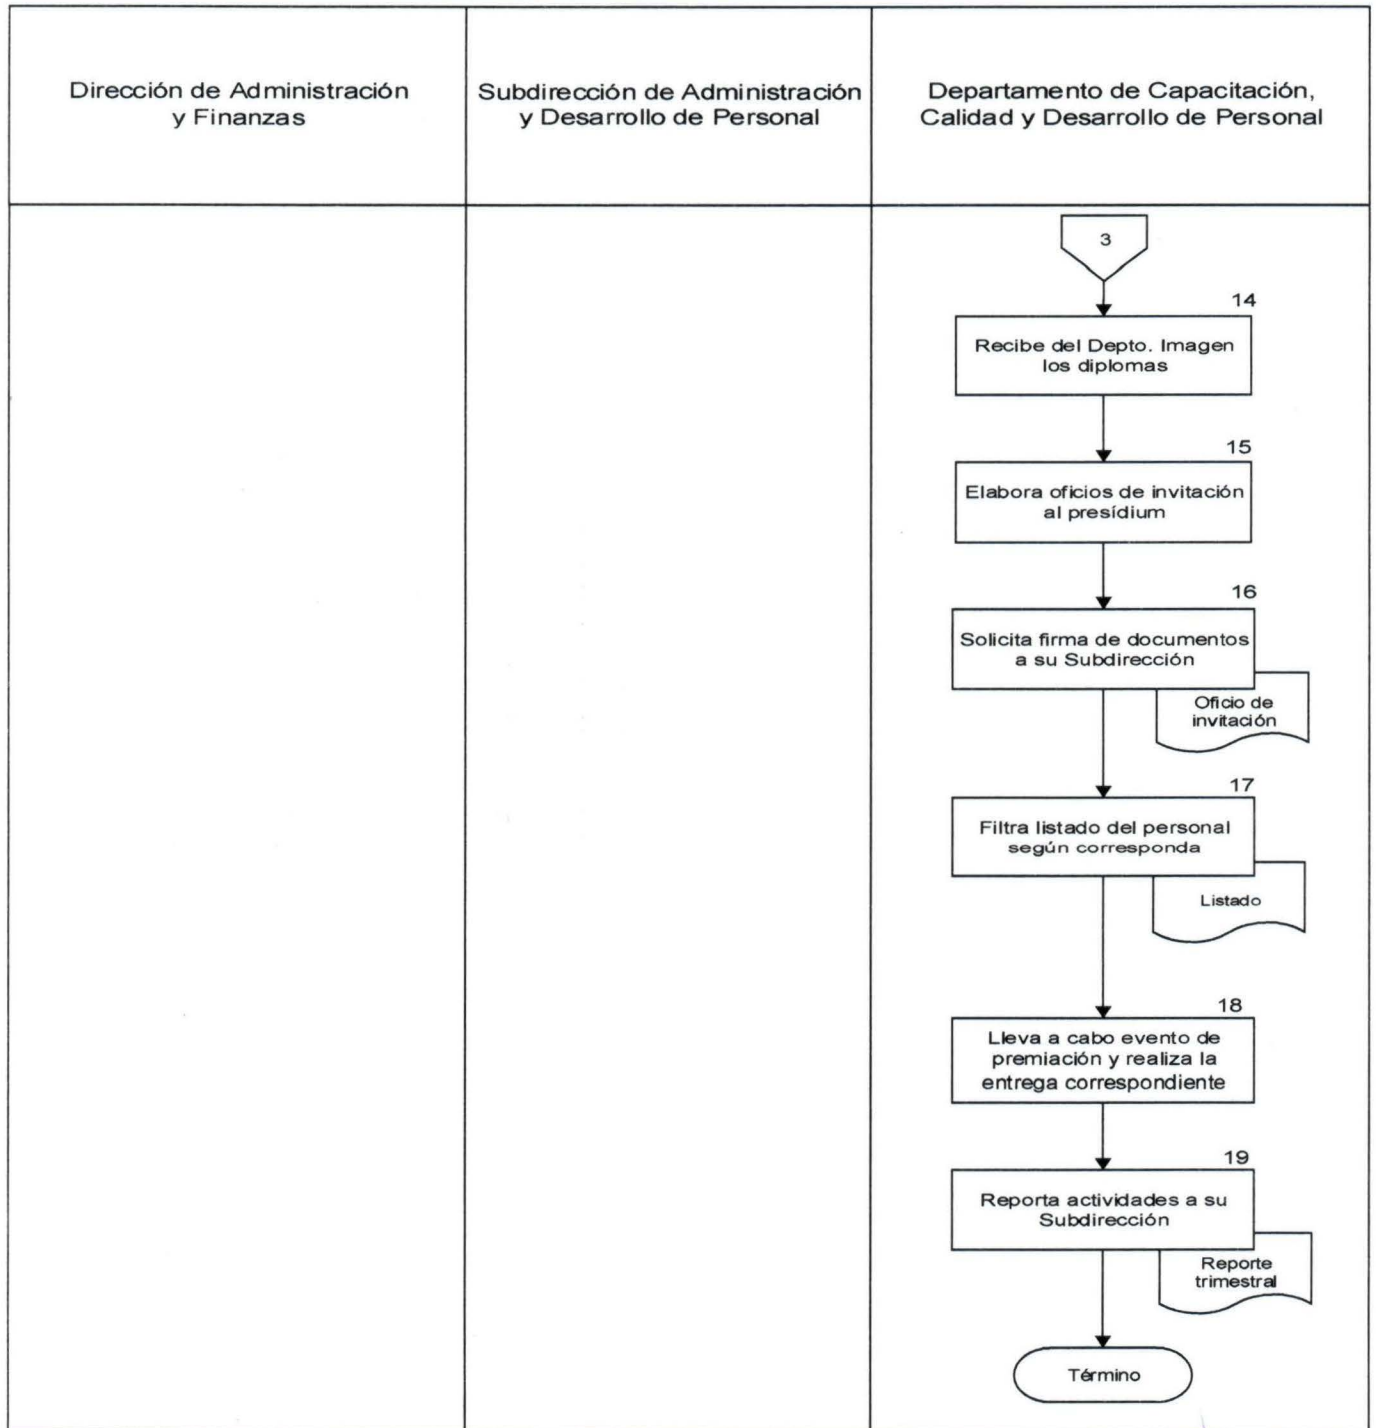 Dirección de Administración
y Finanzas
Subdirección de Administración
y Desarrollo de Personal
Departamento de Capacitación,
Calidad y Desarrollo de Personal
3
14
Recibe del Depto. Imagen
los diplomas
15
Elabora oficios de invitación
al presídium
16
Solicita firma de documentos
a su Subdirección
Oficio de
invitación
17
Filtra listado del personal
según corresponda
Listado
18
Lleva a cabo evento de
premiación y realiza la
entrega correspondiente
19
Reporta actividades a su
Subdirección
Reporte
trimestral
Término